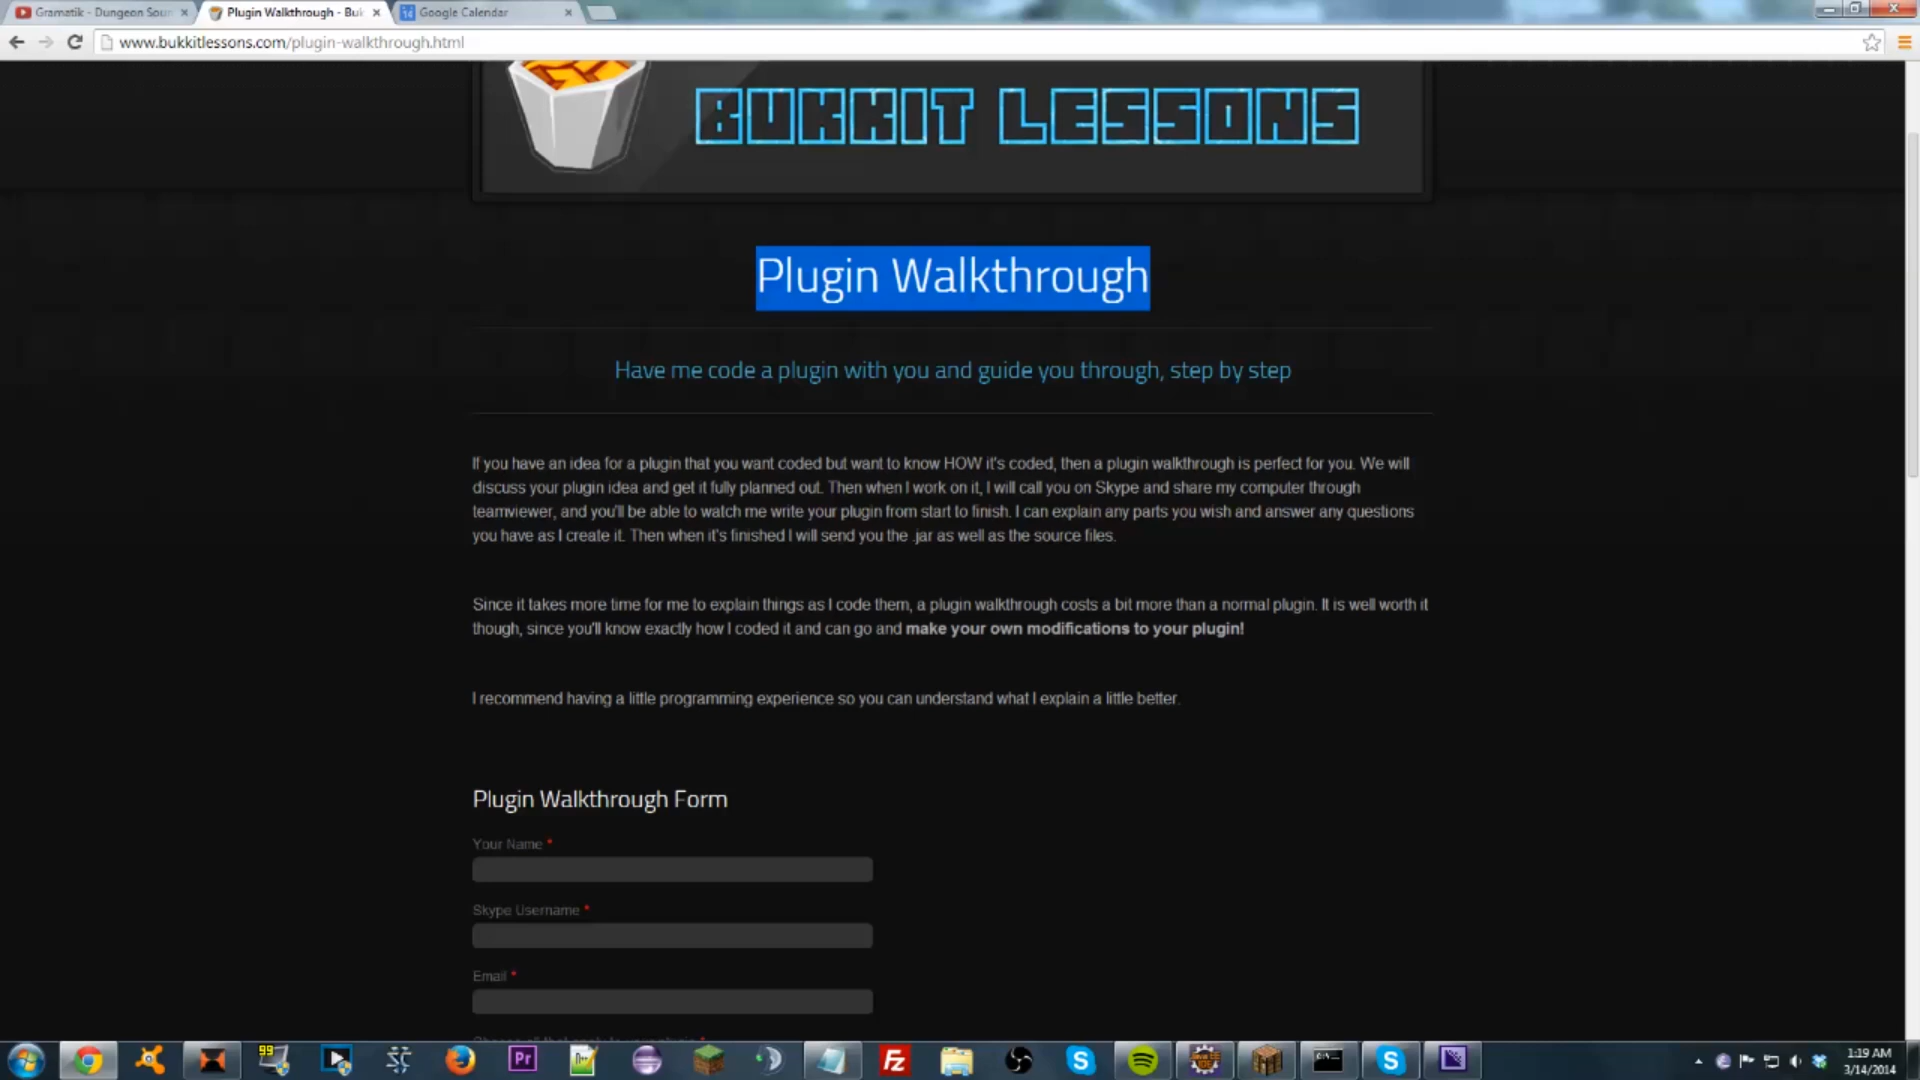 Gramatik - Dungeon Soun
Plugin Walkthrough - Buk
Google Calendar
www.bukkitlessons.com/plugin-walkthrough.html
BUKKIT LESSONS
Plugin Walkthrough
Have me code a plugin with you and guide you through, step by step
If you have an idea for a plugin that you want coded but want to know HOW it's coded, then a plugin walkthrough is perfect for you. We will
discuss your plugin idea and get it fully planned out. Then when I work on it, I will call you on Skype and share my computer through
teamviewer, and you'll be able to watch me write your plugin from start to finish. I can explain any parts you wish and answer any questions
you have as I create it. Then when it's finished I will send you the .jar as well as the source files.
Since it takes more time for me to explain things as I code them, a plugin walkthrough costs a bit more than a normal plugin. It is well worth it
though, since you'll know exactly how I coded it and can go and make your own modifications to your plugin!
I recommend having a little programming experience so you can understand what I explain a little better.
Plugin Walkthrough Form
Your Name *
Skype Username *
Email *
99
Pr
Fz
1:19 AM
3/14/2014